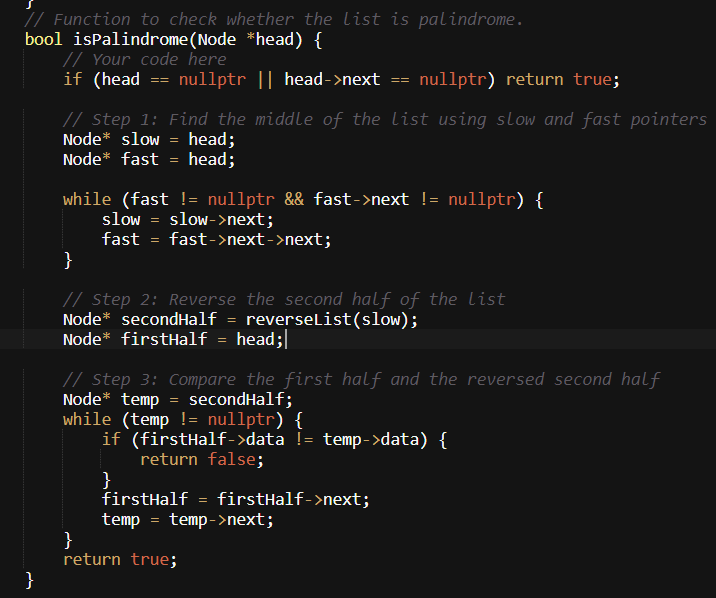 }
// Function to check whether the list is palindrome.
bool isPalindrome(Node *head) {
    // Your code here
    if (head == nullptr || head->next == nullptr) return true;

    // Step 1: Find the middle of the list using slow and fast pointers
    Node* slow = head;
    Node* fast = head;

    while (fast != nullptr && fast->next != nullptr) {
        slow = slow->next;
        fast = fast->next->next;
    }

    // Step 2: Reverse the second half of the list
    Node* secondHalf = reverseList(slow);
    Node* firstHalf = head;

    // Step 3: Compare the first half and the reversed second half
    Node* temp = secondHalf;
    while (temp != nullptr) {
        if (firstHalf->data != temp->data) {
            return false;
        }
        firstHalf = firstHalf->next;
        temp = temp->next;
    }
    return true;
}